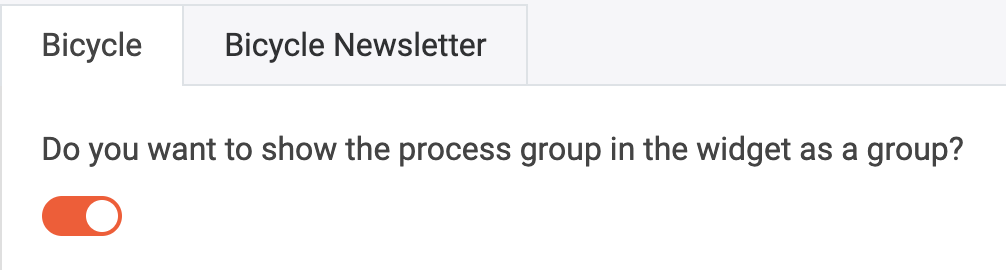 Bicycle
Bicycle Newsletter
Do you want to show the process group in the widget as a group?